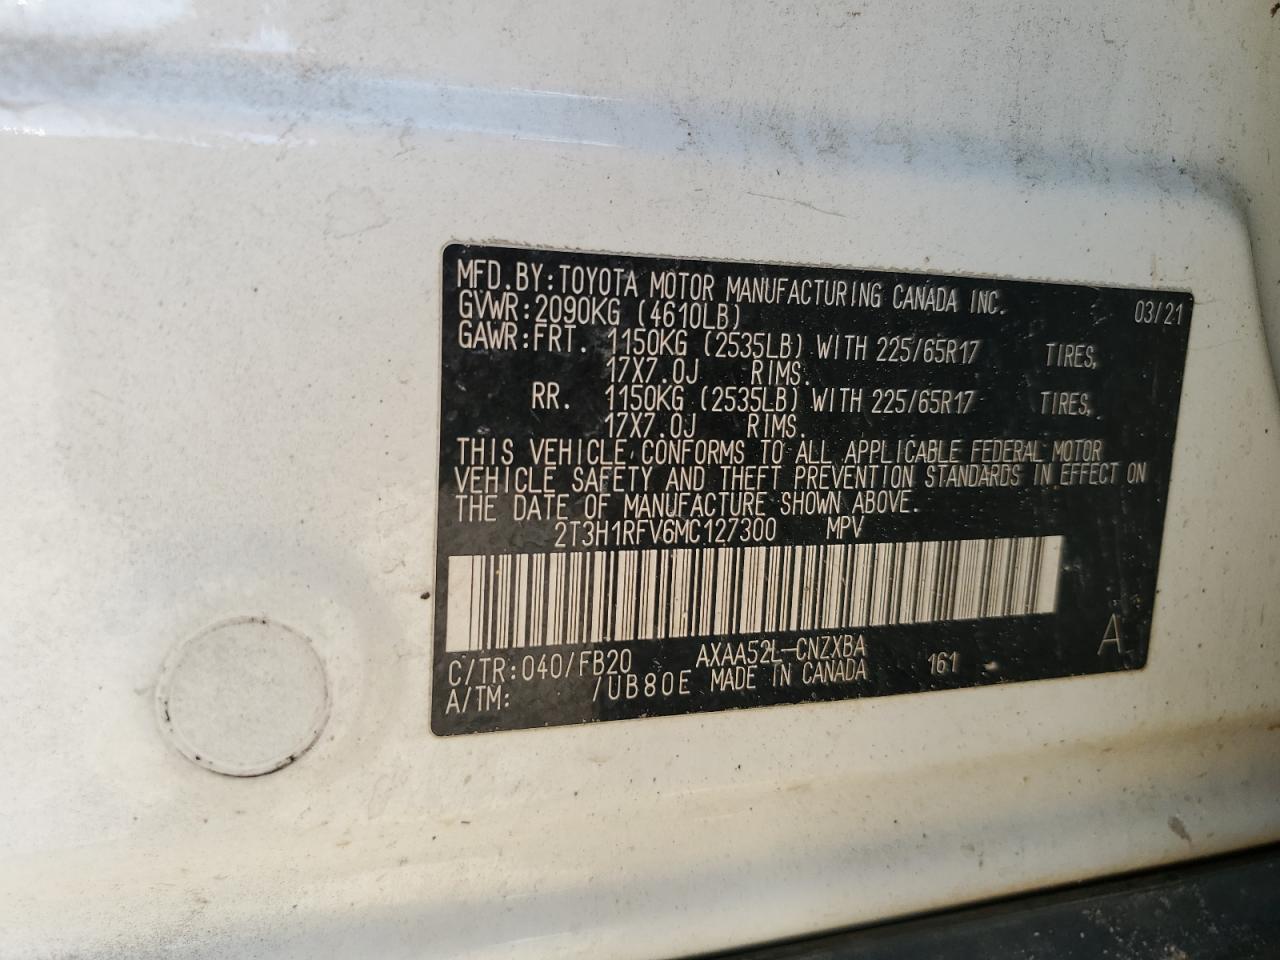 MFD.BY:TOYOTA MOTOR MANUFACTURING CANADA INC. 03/21
GVWR:2090KG (4610LB)
GAWR:FRT. 1150KG (2535LB) WITH 225/65R17 TIRES,
17X7.0J RIMS.
RR. 1150KG (2535LB) WITH 225/65R17 TIRES,
17X7.0J RIMS.
THIS VEHICLE CONFORMS TO ALL APPLICABLE FEDERAL MOTOR
VEHICLE SAFETY AND THEFT PREVENTION STANDARDS IN EFFECT ON
THE DATE OF MANUFACTURE SHOWN ABOVE.
2T3H1RFV6MC127300 MPV
C/TR:040/FB20 AXAA52L-CNZXBA 161 A
A/TM: /UB80E MADE IN CANADA